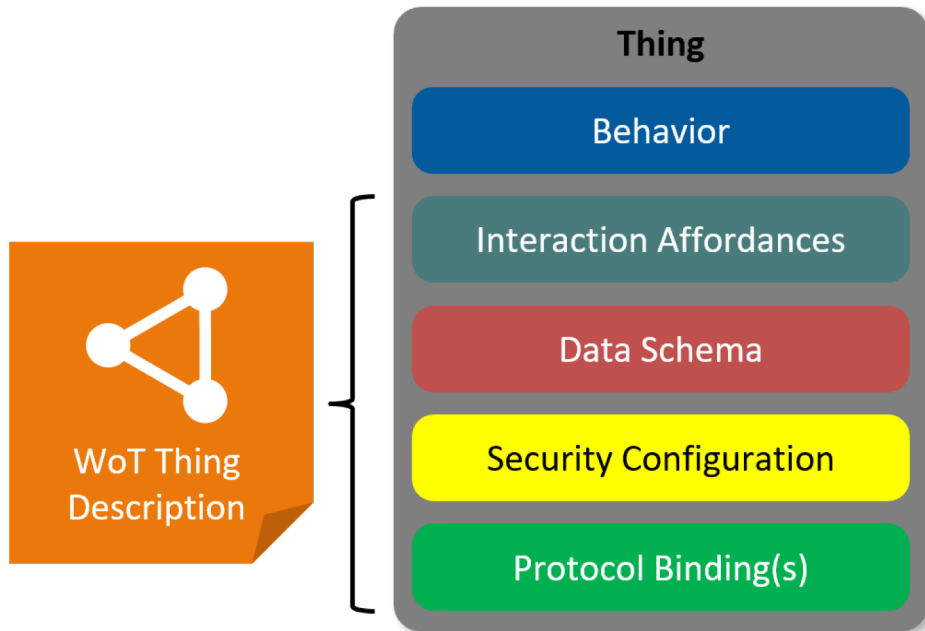 Thing
Behavior
Interaction Affordances
Data Schema
Security Configuration
Protocol Binding(s)
WoT Thing
Description